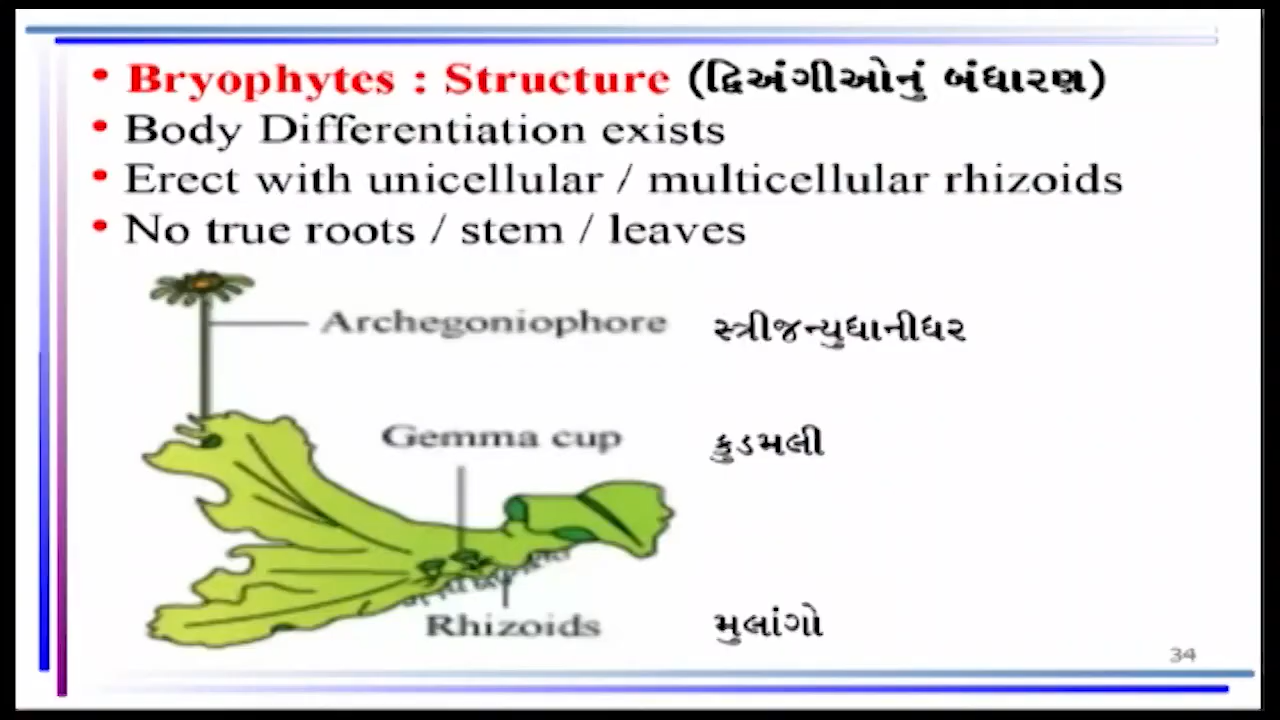 • Bryophytes : Structure (દ્વિઅંગીઓનું બંધારણ)
• Body Differentiation exists
• Erect with unicellular / multicellular rhizoids
• No true roots / stem / leaves
Archegoniophore સ્ત્રીજન્યુધાનીધર
Gemma cup કુડમલી
Rhizoids મુલાંગો
34